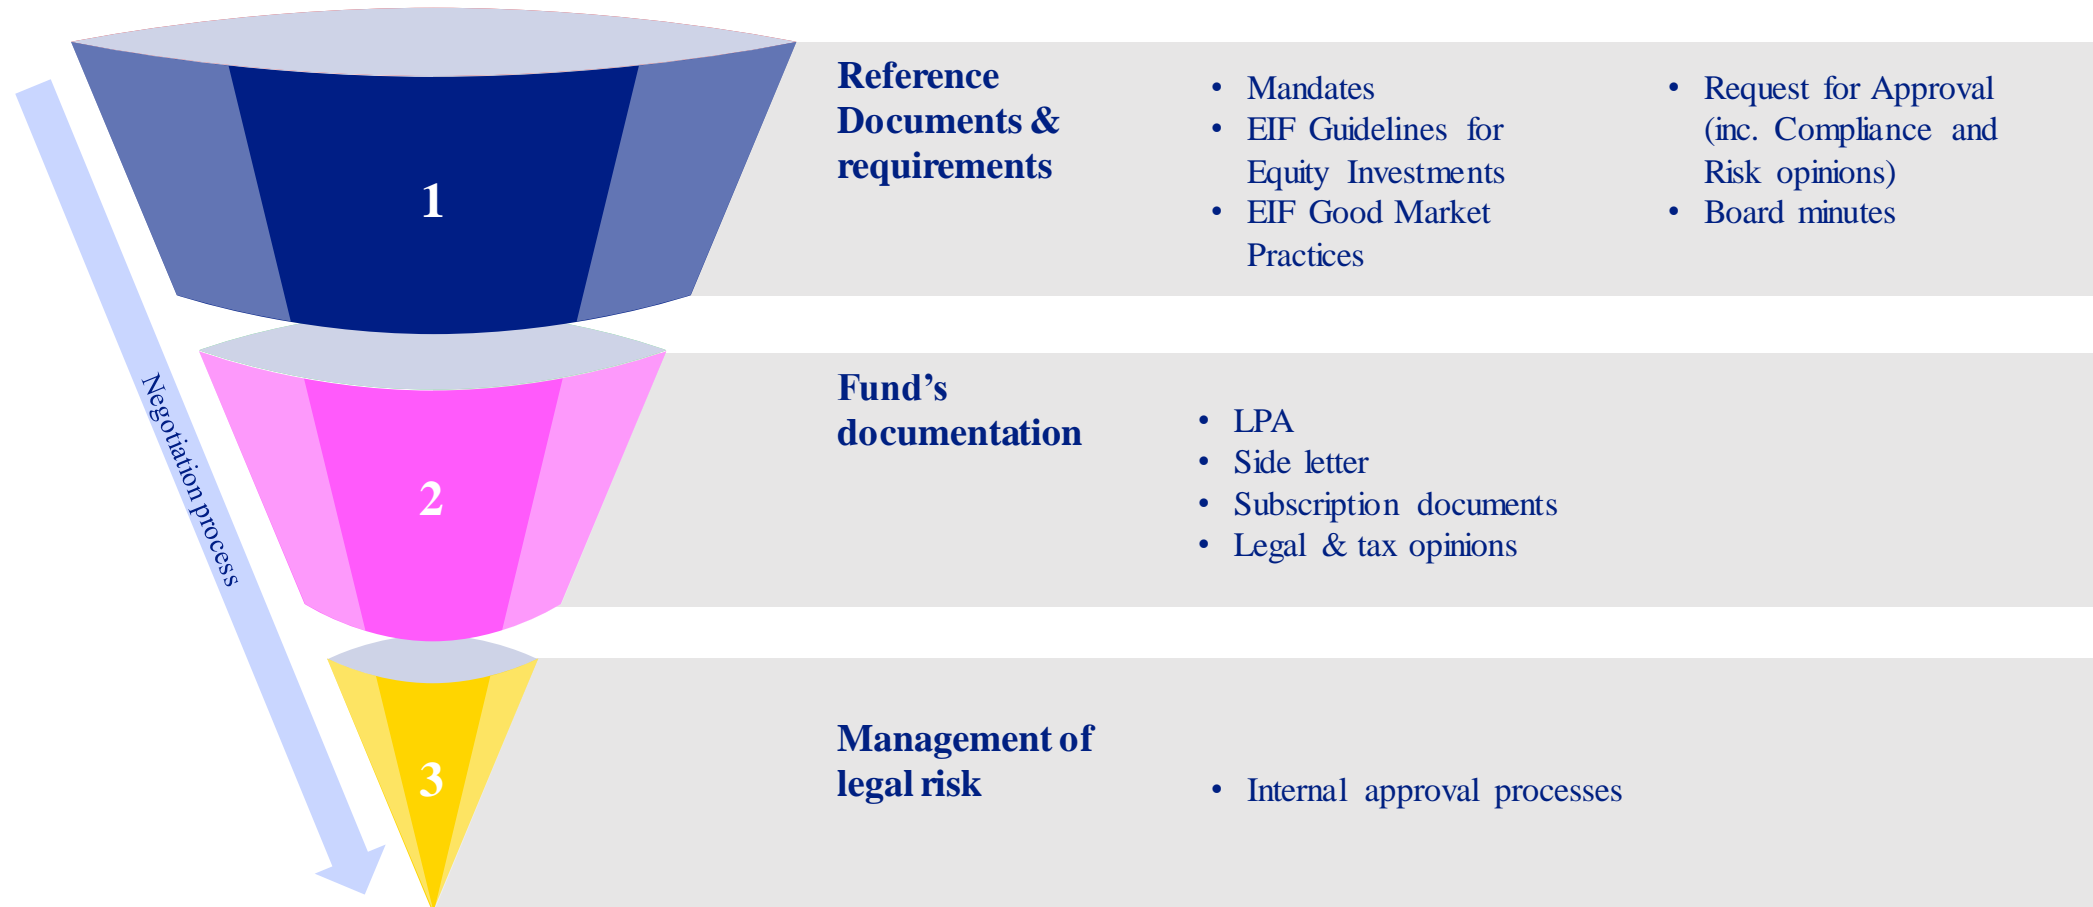 Negotiation process
1
Reference
Documents &
requirements
• Mandates
• EIF Guidelines for
Equity Investments
• EIF Good Market
Practices
• Request for Approval
(inc. Compliance and
Risk opinions)
• Board minutes
2
Fund’s
documentation
• LPA
• Side letter
• Subscription documents
• Legal & tax opinions
3
Management of
legal risk
• Internal approval processes